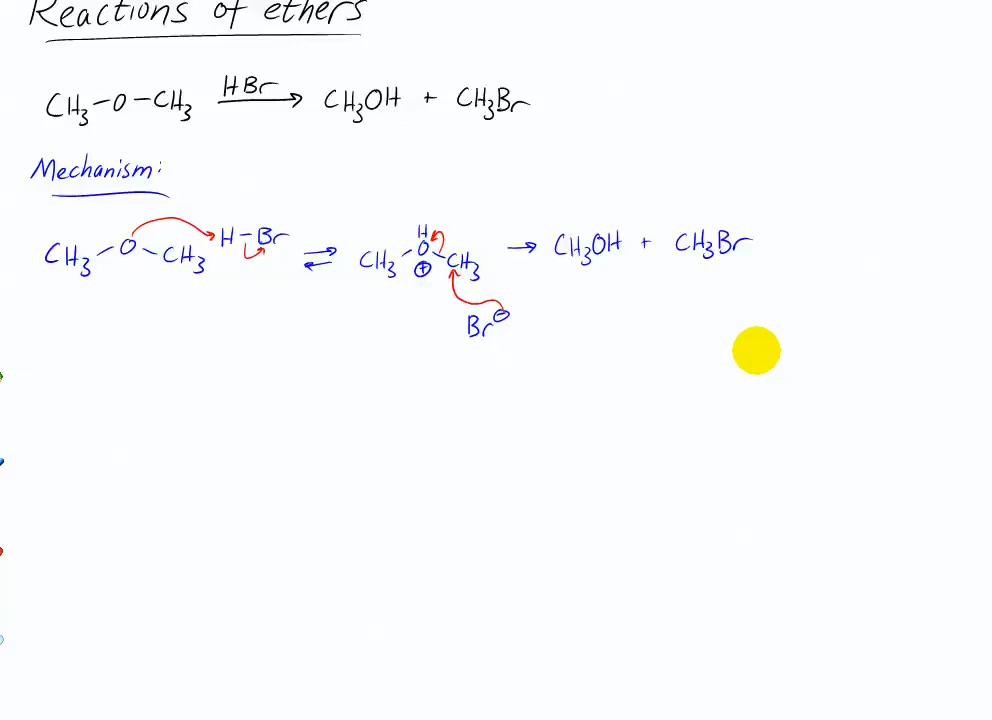 Reactions of ethers
CH₃-O-CH₃ HBr → CH₃OH + CH₃Br
Mechanism:
CH₃-O-CH₃ H-Br ⇌ CH₃-O(H)⊕-CH₃ → CH₃OH + CH₃Br
Br⊖